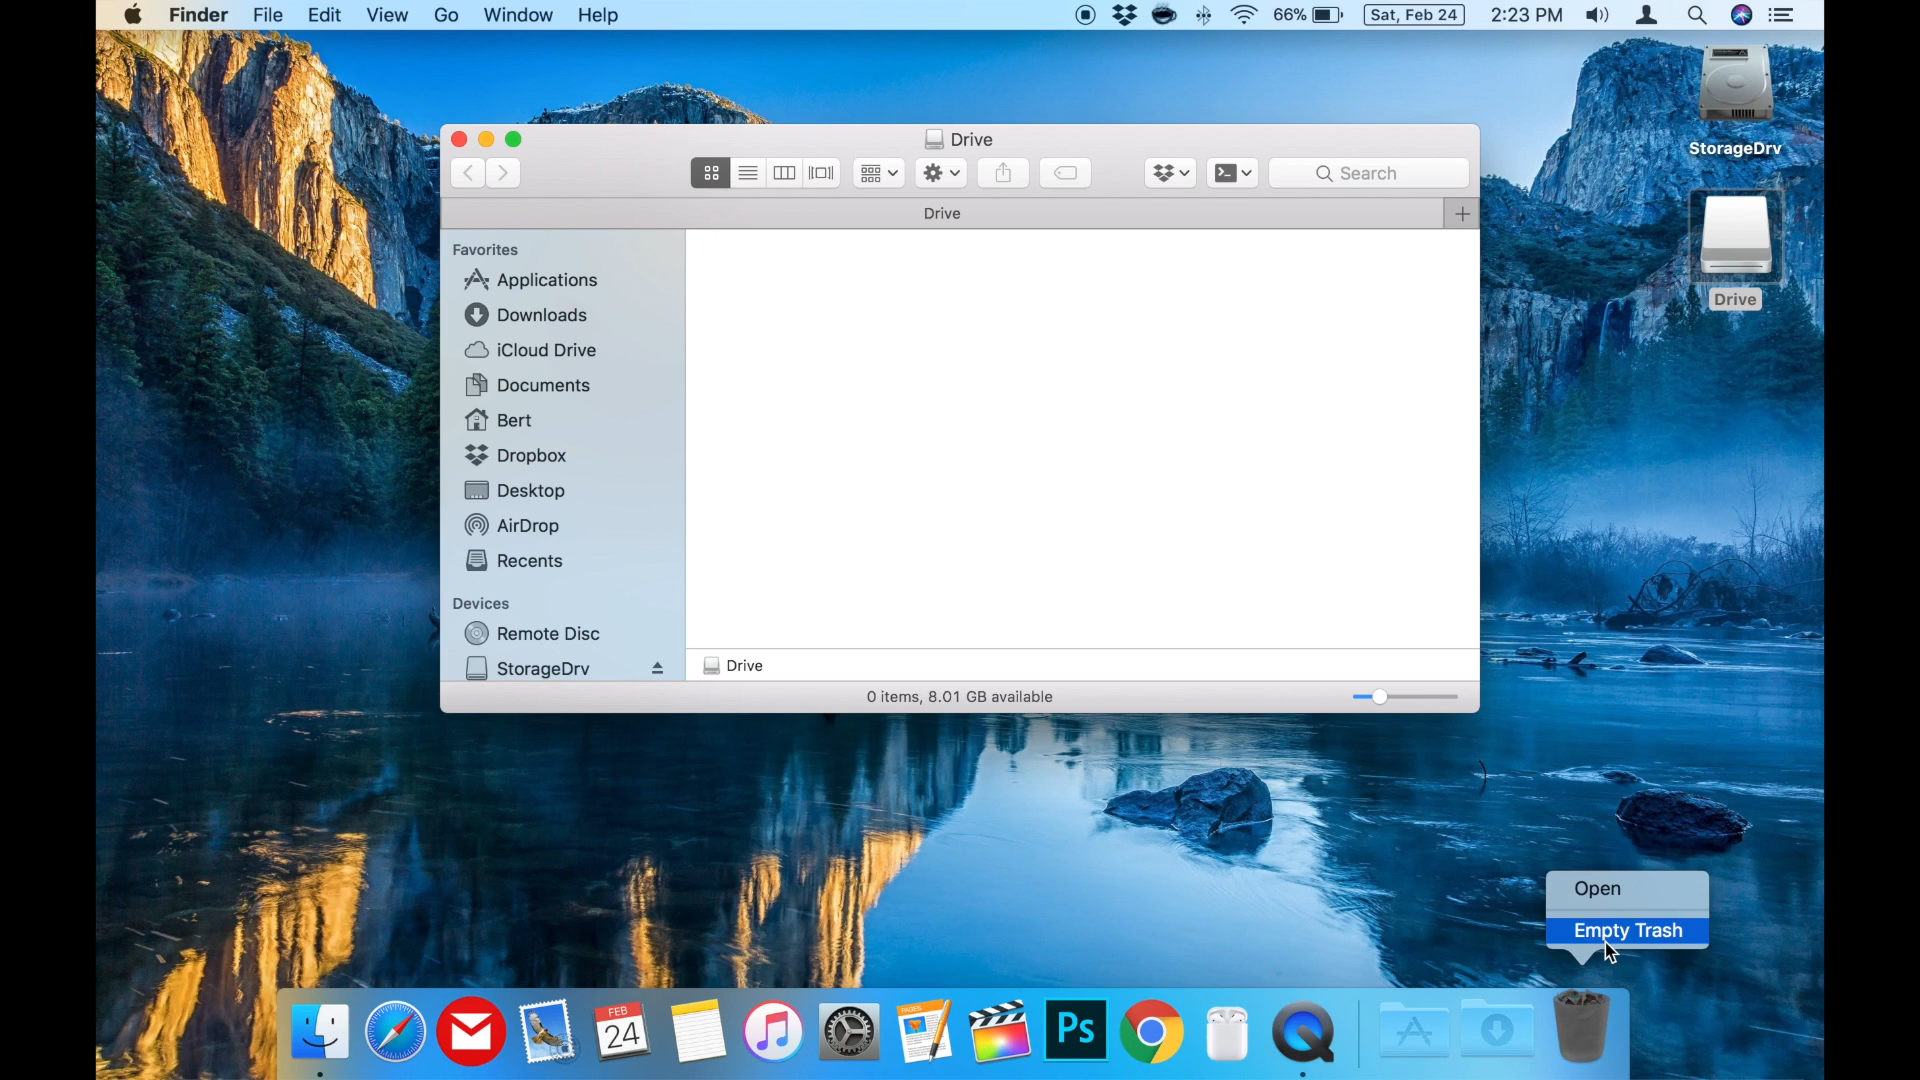 Finder File Edit View Go Window Help 66% Sat, Feb 24 2:23 PM
StorageDrv
Drive
Drive
Search
Drive
Favorites
Applications
Downloads
iCloud Drive
Documents
Bert
Dropbox
Desktop
AirDrop
Recents
Devices
Remote Disc
StorageDrv
Drive
0 items, 8.01 GB available
Open
Empty Trash
FEB
24
PAGES
Ps